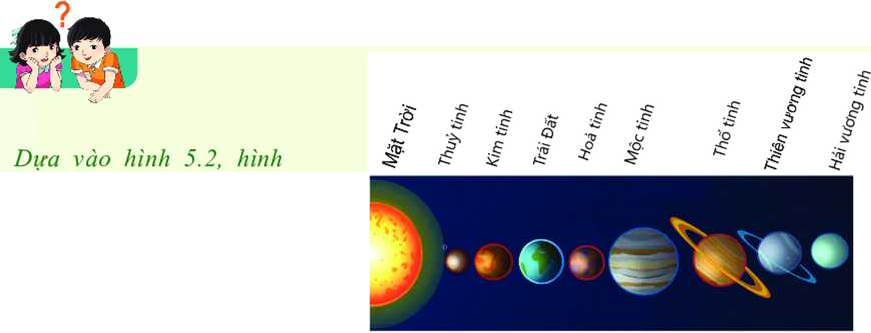 ?
Dựa vào hình 5.2, hình
Mặt Trời
Thuỷ tinh
Kim tinh
Trái Đất
Hoả tinh
Mộc tinh
Thổ tinh
Thiên vương tinh
Hải vương tinh